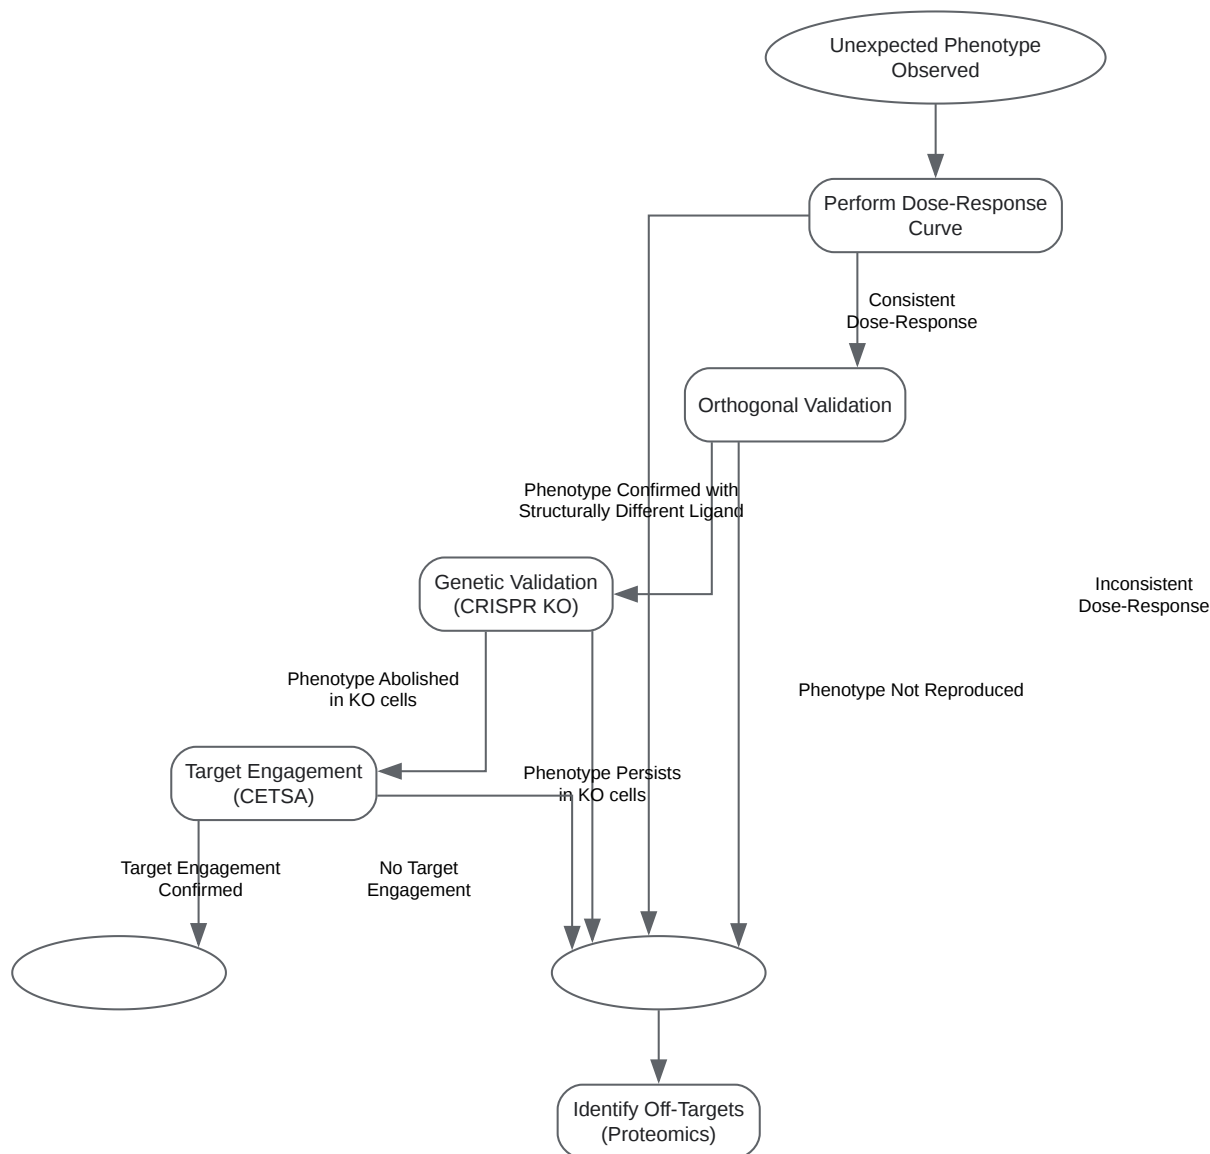 Unexpected Phenotype
Observed
Perform Dose-Response
Curve
Consistent
Dose-Response
Orthogonal Validation
Phenotype Confirmed with
Structurally Different Ligand
Genetic Validation
(CRISPR KO)
Inconsistent
Dose-Response
Phenotype Abolished
in KO cells
Phenotype Not Reproduced
Target Engagement
(CETSA)
Phenotype Persists
in KO cells
Target Engagement
Confirmed
No Target
Engagement
Identify Off-Targets
(Proteomics)